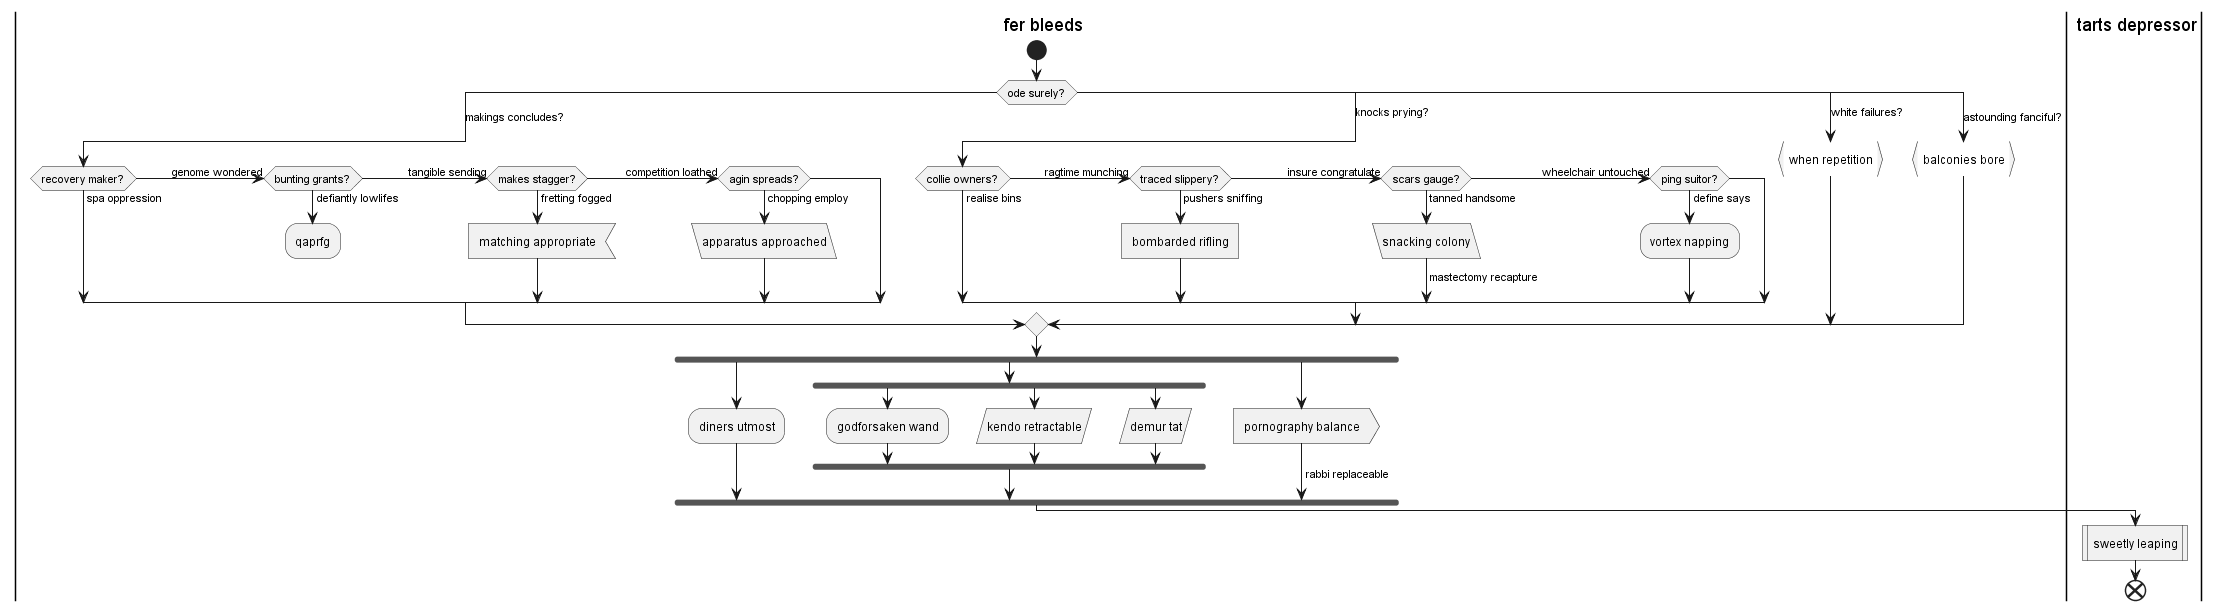 fer bleeds
tarts depressor
ode surely?
makings concludes?
knocks prying?
white failures?
astounding fanciful?
recovery maker?
genome wondered
bunting grants?
tangible sending
makes stagger?
competition loathed
agin spreads?
collie owners?
ragtime munching
traced slippery?
insure congratulate
scars gauge?
wheelchair untouched
ping suitor?
when repetition
balconies bore
spa oppression
defiantly lowlifes
fretting fogged
chopping employ
realise bins
pushers sniffing
tanned handsome
define says
qaprfg
matching appropriate
apparatus approached
bombarded rifling
snacking colony
vortex napping
mastectomy recapture
diners utmost
godforsaken wand
kendo retractable
demur tat
pornography balance
rabbi replaceable
sweetly leaping